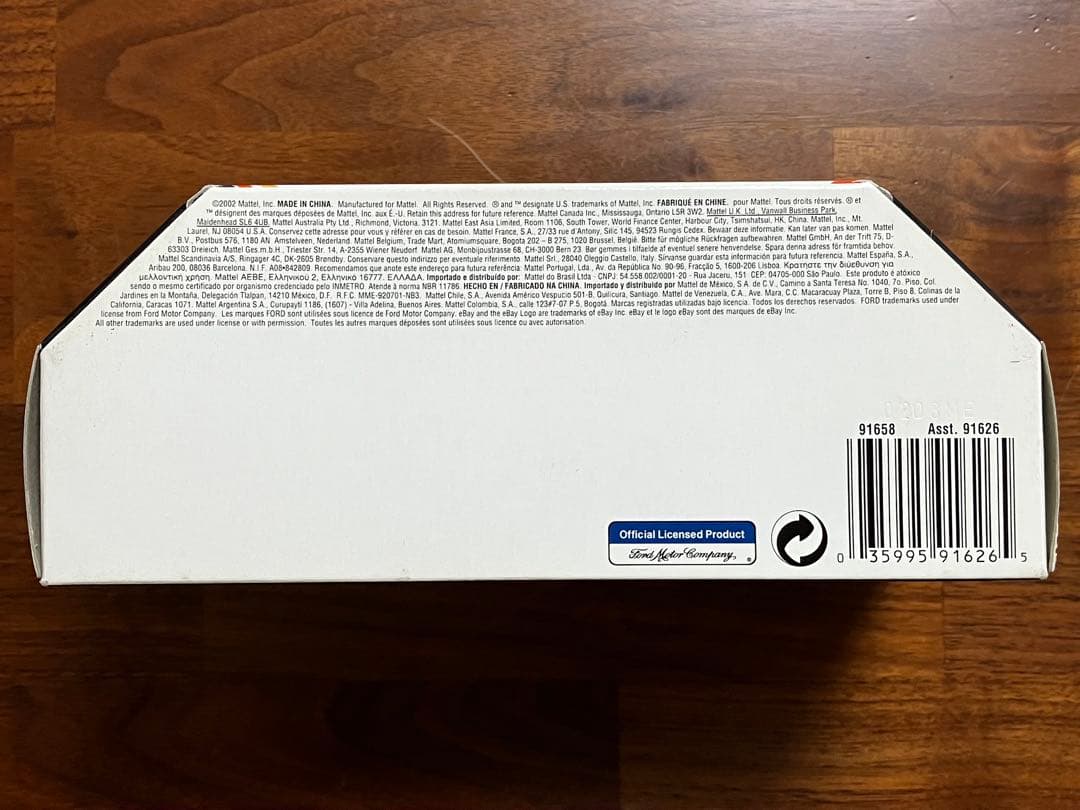 ©2002 Mattel, Inc. MADE IN CHINA. Manufactured for Mattel. All Rights Reserved. ® and ™ designate U.S. trademarks of Mattel, Inc. FABRIQUÉ EN CHINE. pour Mattel. Tous droits réservés. ® et
™ désignent des marques déposées de Mattel, Inc. aux É.-U. Retain this address for future reference. Mattel Canada Inc., Mississauga, Ontario L5R 3W2. Mattel U.K. Ltd., Vanwall Business Park,
Maidenhead SL6 4UB. Mattel Australia Pty Ltd., Richmond, Victoria. 3121. Mattel East Asia Limited, Room 1106, South Tower, World Finance Center, Harbour City, Tsimshatsui, HK, China. Mattel, Inc., Mt.
Laurel, NJ 08054 U.S.A. Conservez cette adresse pour vous y référer en cas de besoin. Mattel France, S.A., 27/33 rue d'Antony, Silic 145, 94523 Rungis Cedex. Bewaar deze informatie. Kan later van pas komen. Mattel
B.V., Postbus 576, 1180 AN Amstelveen, Nederland. Mattel Belgium, Trade Mart, Atomiumsquare, Bogota 202 - B 275, 1020 Brussel, België. Bitte für mögliche Rückfragen aufbewahren. Mattel GmbH, An der Trift 75, D-
63303 Dreieich. Mattel Ges.m.b.H., Triester Str. 14, A-2355 Wiener Neudorf. Mattel AG, Monbijoustrasse 68, CH-3000 Bern 23. Bør gemmes i tilfælde af eventuel senere henvendelse. Spara denna adress för framtida behov.
Mattel Scandinavia A/S, Ringager 4C, DK-2605 Brøndby. Conservare questo indirizzo per eventuale riferimento. Mattel Srl., 28040 Oleggio Castello, Italy. Sírvanse guardar esta información para futura referencia. Mattel España, S.A.,
Aribau 200, 08036 Barcelona. N.I.F. A08•842809. Recomendamos que anote este endereço para futura referência: Mattel Portugal, Lda., Av. da República No. 90-96, Fracção 5, 1600-206 Lisboa. Κρατηστε την διεύθυνση για
μελλοντική χρηση. Mattel AEBE, Ελληνικου 2, Ελληνικο 16777, ΕΛΛΑΔΑ. Importado e distribuído por: Mattel do Brasil Ltda - CNPJ: 54.558.002/0001-20 - Rua Jaceru, 151. CEP: 04705-000 São Paulo. Este produto é atóxico
sendo o mesmo certificado por organismo credenciado pelo INMETRO. Atende à norma NBR 11786. HECHO EN / FABRICADO NA CHINA. Importado y distribuido por Mattel de México, S.A. de C.V., Camino a Santa Teresa No. 1040, 7o. Piso, Col.
Jardines en la Montaña, Delegación Tlalpan, 14210 México, D.F. R.F.C. MME-920701-NB3. Mattel Chile, S.A., Avenida Américo Vespucio 501-B, Quilicura, Santiago. Mattel de Venezuela, C.A., Ave. Mara, C.C. Macaracuay Plaza, Torre B, Piso 8, Colinas de la
California, Caracas 1071. Mattel Argentina S.A., Curupayti 1186, (1607) - Villa Adelina, Buenos Aires. Mattel Colombia, S.A., calle 123#7-07 P.5, Bogotá. Marcas registradas utilizadas bajo licencia. Todos los derechos reservados. FORD trademarks used under
license from Ford Motor Company. Les marques FORD sont utilisées sous licence de Ford Motor Company. eBay and the eBay Logo are trademarks of eBay Inc. eBay et le logo eBay sont des marques de eBay Inc.
All other trademarks are used under license or with permission. Toutes les autres marques déposées sont utilisées sous licence ou avec autorisation.
91658 Asst. 91626
Official Licensed Product
Ford Motor Company ®
0 35995 91626 5